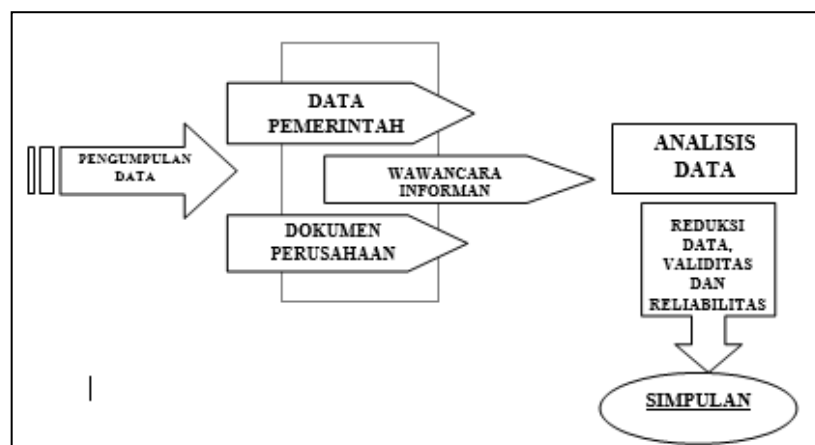 PENGUMPULAN
DATA
DATA
PEMERINTAH
WAWANCARA
INFORMAN
DOKUMEN
PERUSAHAAN
ANALISIS
DATA
REDUKSI
DATA,
VALIDITAS
DAN
RELIABILITAS
SIMPULAN